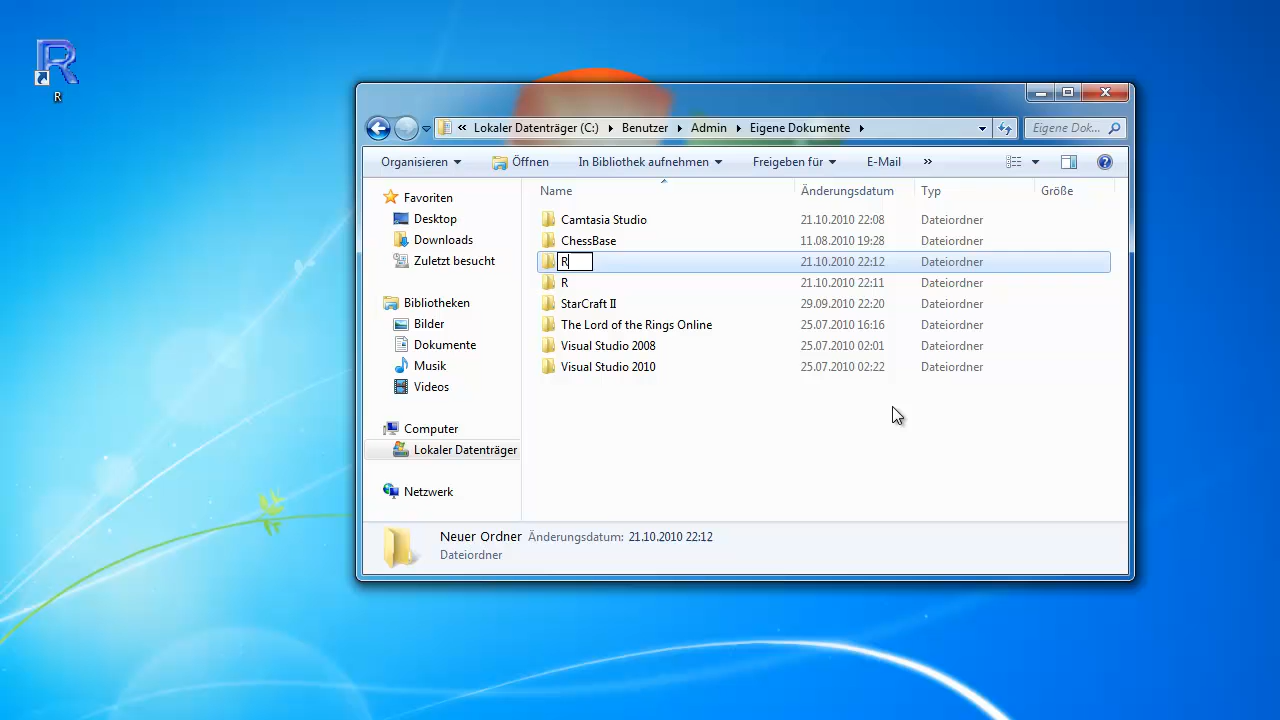 R
« Lokaler Datenträger (C:) Benutzer Admin Eigene Dokumente
Eigene Dok...
Organisieren Öffnen In Bibliothek aufnehmen Freigeben für E-Mail »
Name Änderungsdatum Typ Größe
Favoriten
Desktop
Downloads
Zuletzt besucht
Bibliotheken
Bilder
Dokumente
Musik
Videos
Computer
Lokaler Datenträger
Netzwerk
Camtasia Studio 21.10.2010 22:08 Dateiordner
ChessBase 11.08.2010 19:28 Dateiordner
R 21.10.2010 22:12 Dateiordner
R 21.10.2010 22:11 Dateiordner
StarCraft II 29.09.2010 22:20 Dateiordner
The Lord of the Rings Online 25.07.2010 16:16 Dateiordner
Visual Studio 2008 25.07.2010 02:01 Dateiordner
Visual Studio 2010 25.07.2010 02:22 Dateiordner
Neuer Ordner Änderungsdatum: 21.10.2010 22:12
Dateiordner